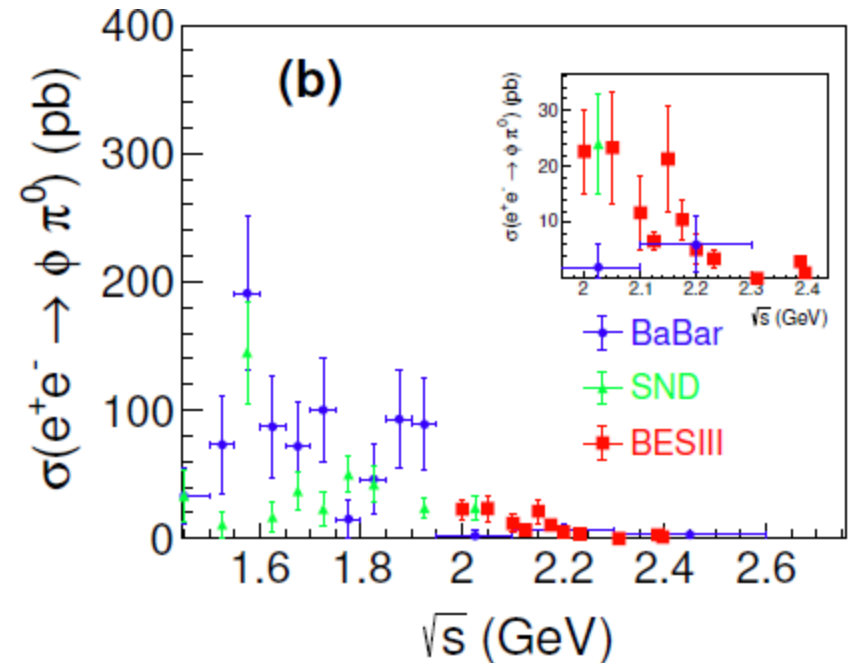 400
300
200
100
0
σ(e⁺e⁻ → φ π⁰) (pb)
(b)
30
20
10
σ(e⁺e⁻ → φ π⁰) (pb)
2 2.1 2.2 2.3 2.4
√s (GeV)
BaBar
SND
BESIII
1.6 1.8 2 2.2 2.4 2.6
√s (GeV)